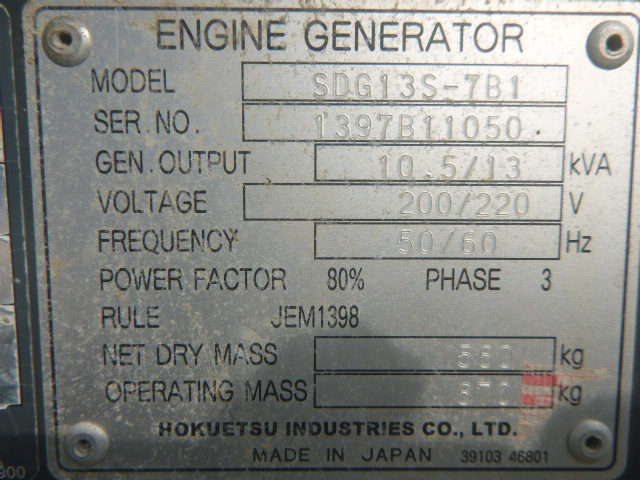 ENGINE GENERATOR
MODEL SDG13S-7B1
SER.NO. 1397B11050
GEN.OUTPUT 10.5/13 kVA
VOLTAGE 200/220 V
FREQUENCY 50/60 Hz
POWER FACTOR 80% PHASE 3
RULE JEM1398
NET DRY MASS 560 kg
OPERATING MASS kg
HOKUETSU INDUSTRIES CO., LTD.
MADE IN JAPAN 39103 46801